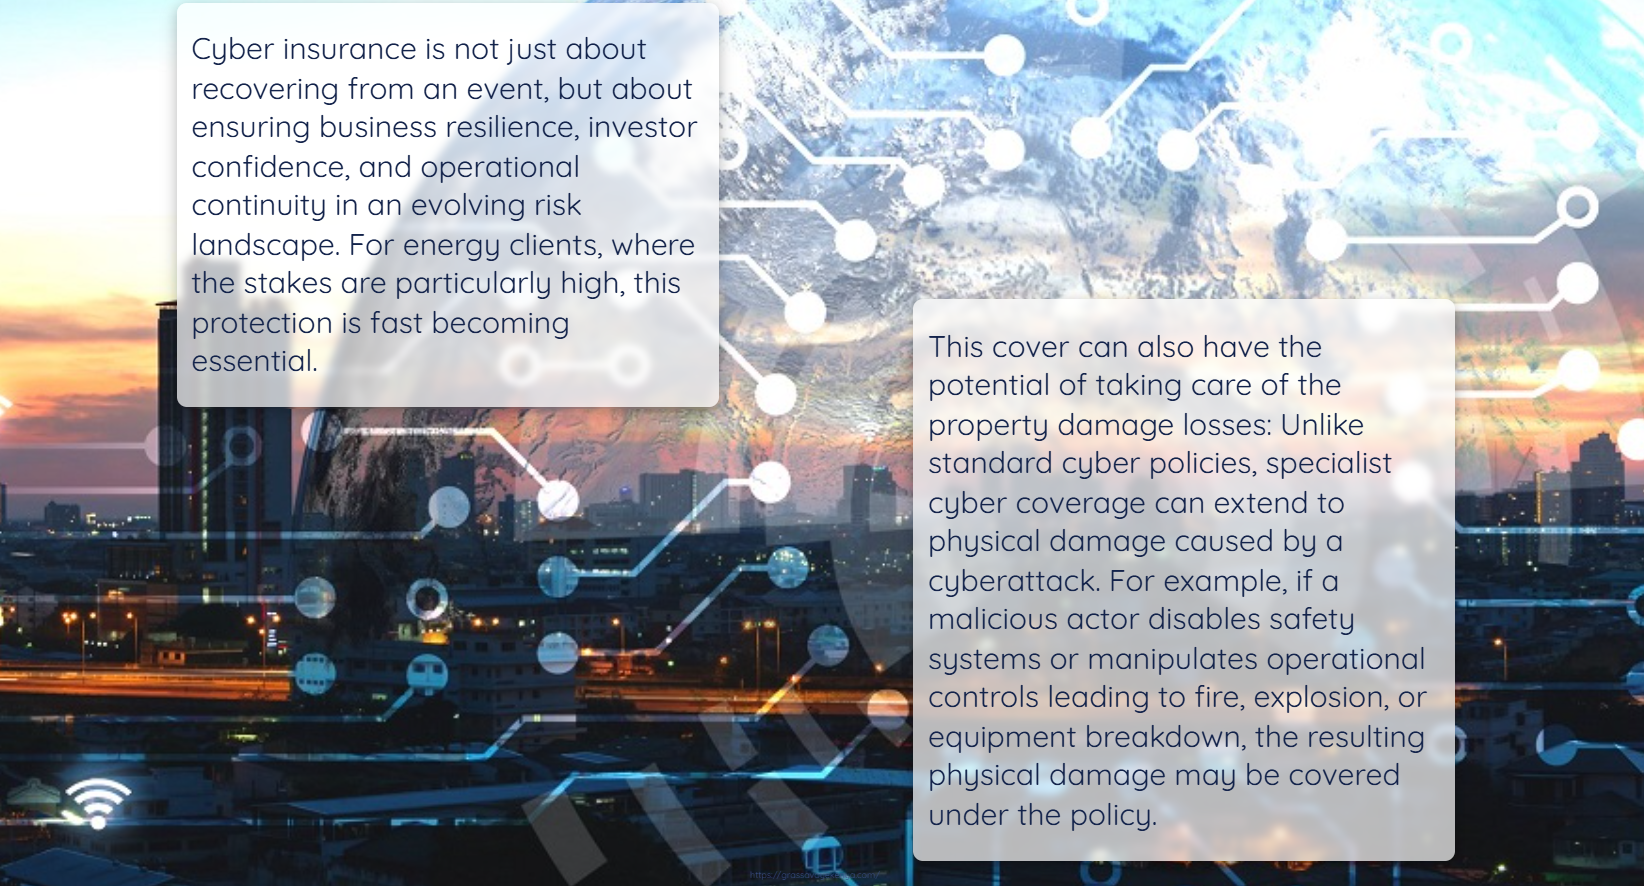 Cyber insurance is not just about
recovering from an event, but about
ensuring business resilience, investor
confidence, and operational
continuity in an evolving risk
landscape. For energy clients, where
the stakes are particularly high, this
protection is fast becoming
essential.
This cover can also have the
potential of taking care of the
property damage losses: Unlike
standard cyber policies, specialist
cyber coverage can extend to
physical damage caused by a
cyberattack. For example, if a
malicious actor disables safety
systems or manipulates operational
controls leading to fire, explosion, or
equipment breakdown, the resulting
physical damage may be covered
under the policy.